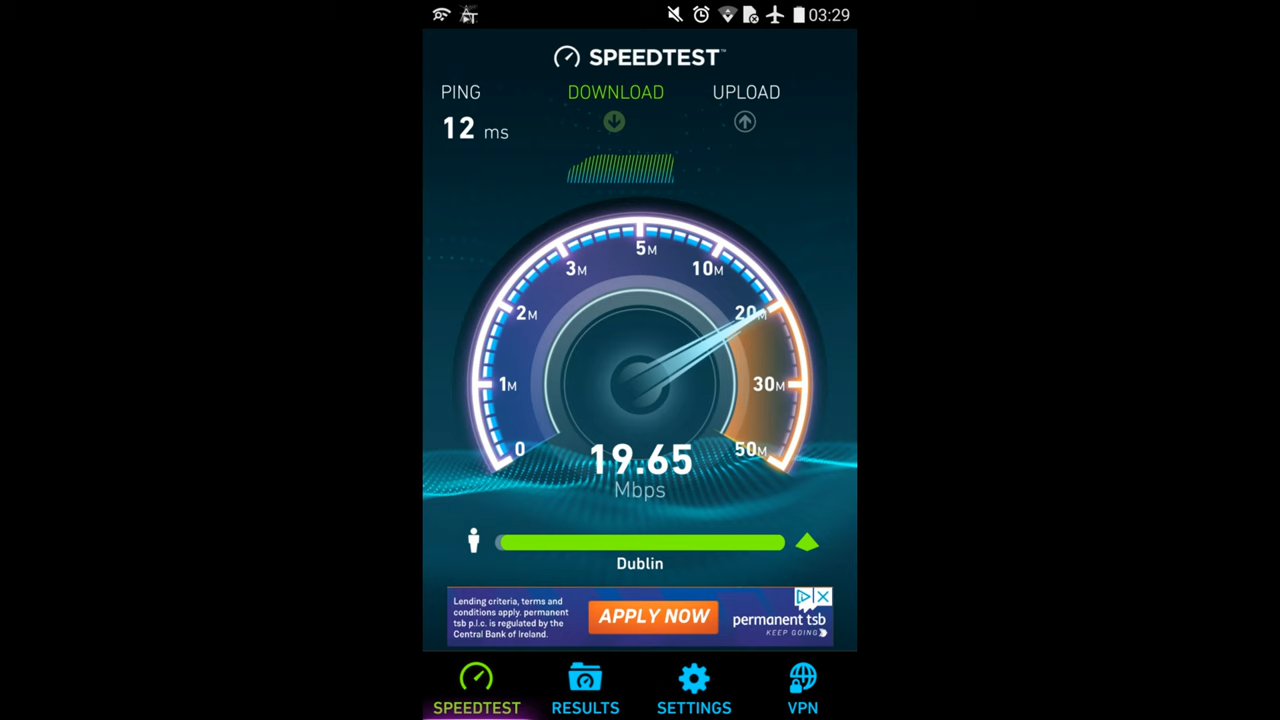 03:29
SPEEDTEST™
PING DOWNLOAD UPLOAD
12 ms
5M
3M 10M
2M 20M
1M 30M
0 50M
19.65
Mbps
Dublin
Lending criteria, terms and
conditions apply. permanent
tsb p.l.c. is regulated by the
Central Bank of Ireland.
APPLY NOW
permanent tsb
KEEP GOING
SPEEDTEST RESULTS SETTINGS VPN